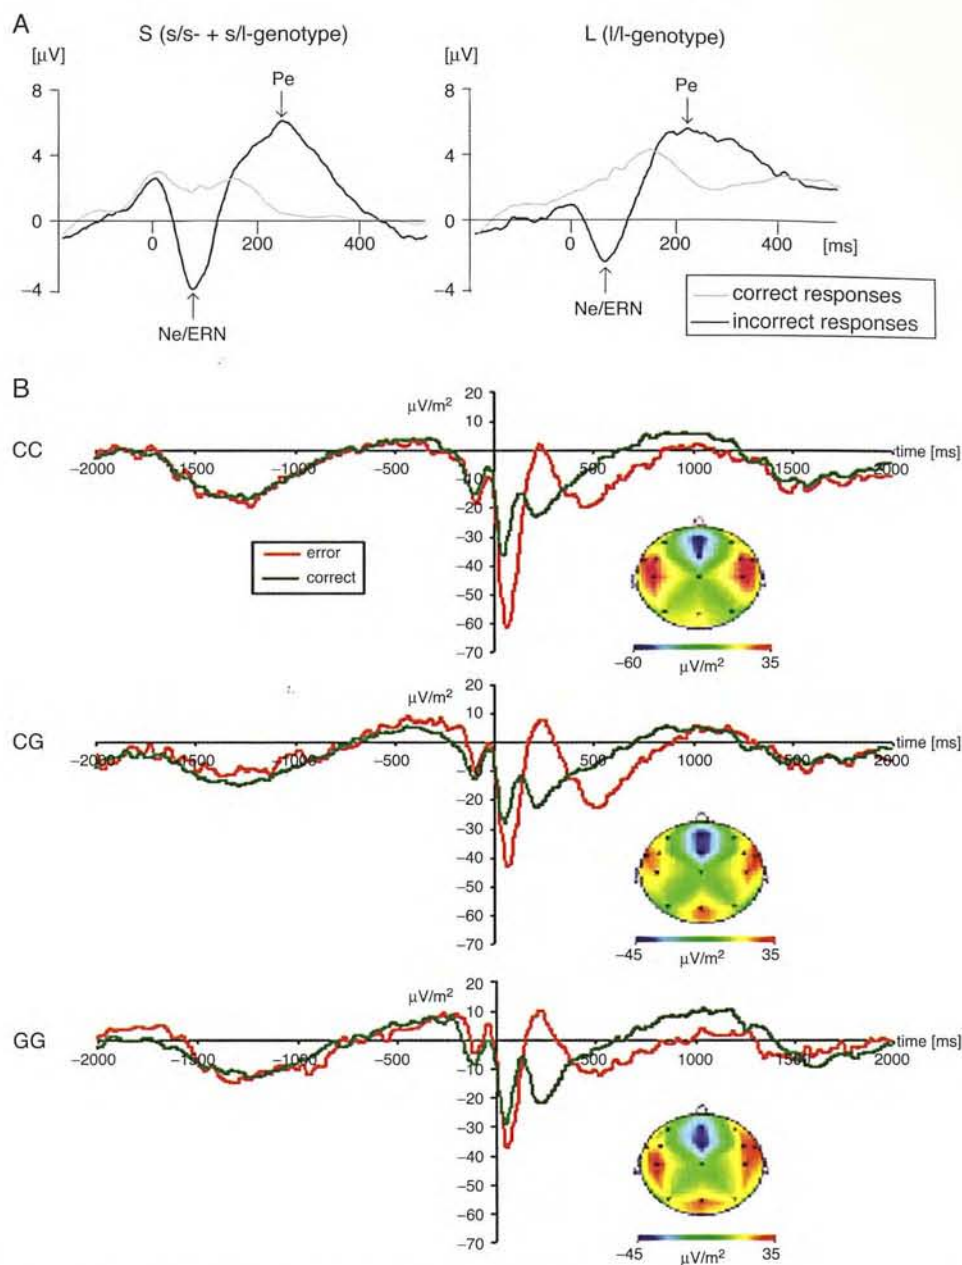 A
S (s/s- + s/l-genotype)
L (l/l-genotype)
[µV]
8
4
0
−4
0
200
400
Pe
Ne/ERN
[µV]
8
4
0
−4
0
200
400
[ms]
Pe
Ne/ERN
correct responses
incorrect responses
B
CC
µV/m²
20
10
−10
−20
−30
−40
−50
−60
−70
−2000
−1500
−1000
−500
500
1000
1500
2000
time [ms]
error
correct
−60
35
µV/m²
CG
µV/m²
20
10
−10
−20
−30
−40
−50
−60
−70
−2000
−1500
−1000
−500
500
1000
1500
2000
time [ms]
−45
35
µV/m²
GG
µV/m²
20
10
−10
−20
−30
−40
−50
−60
−70
−2000
−1500
−1000
−500
500
1000
1500
2000
time [ms]
−45
35
µV/m²